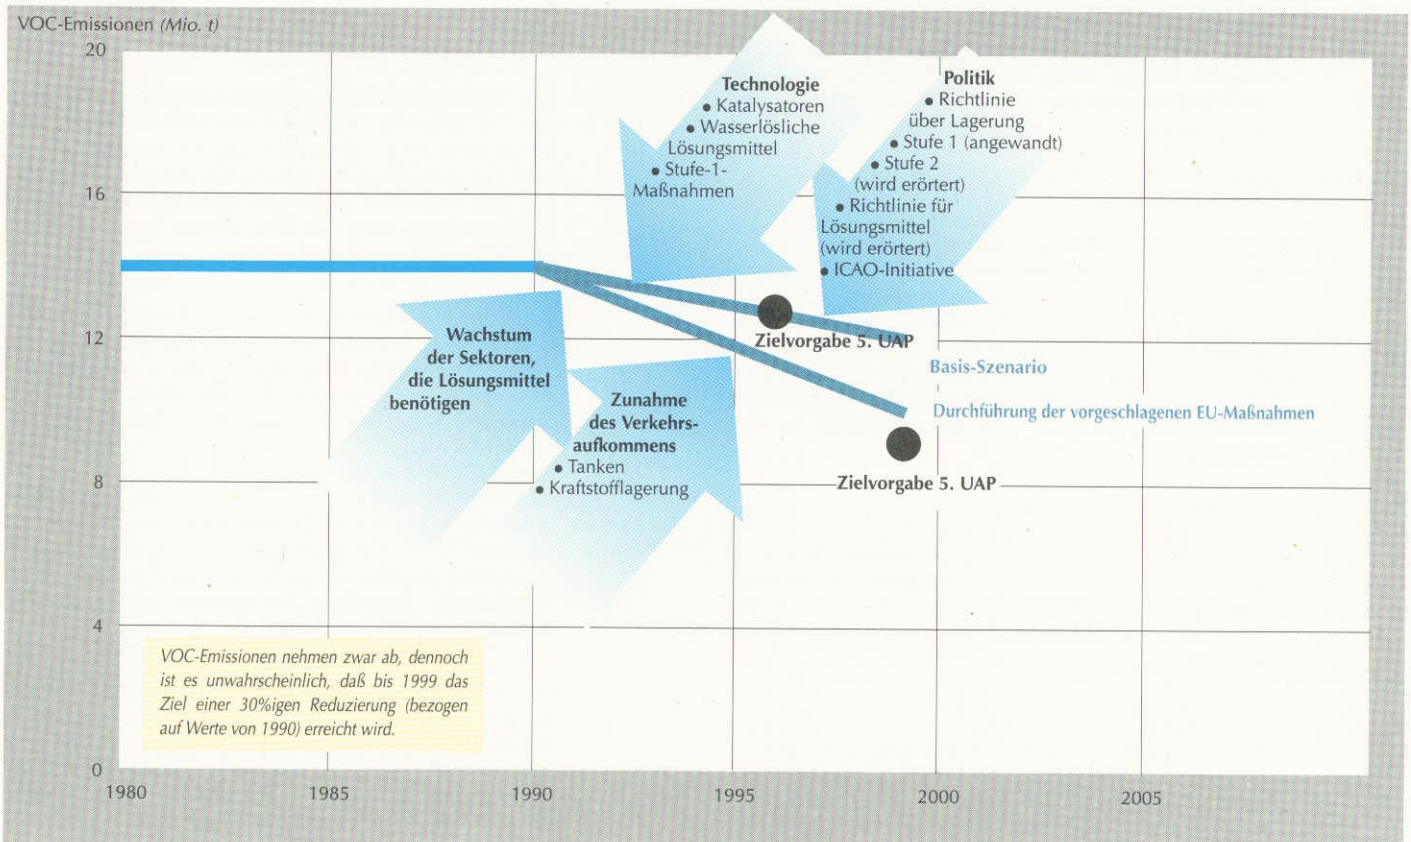 VOC-Emissionen (Mio. t)
20
16
12
8
4
0
1980
1985
1990
1995
2000
2005
Technologie
• Katalysatoren
• Wasserlösliche
Lösungsmittel
• Stufe-1-
Maßnahmen
Politik
• Richtlinie
über Lagerung
• Stufe 1 (angewandt)
• Stufe 2
(wird erörtert)
• Richtlinie für
Lösungsmittel
(wird erörtert)
• ICAO-Initiative
Wachstum
der Sektoren,
die Lösungsmittel
benötigen
Zunahme
des Verkehrs-
aufkommens
• Tanken
• Kraftstofflagerung
Zielvorgabe 5. UAP
Basis-Szenario
Durchführung der vorgeschlagenen EU-Maßnahmen
Zielvorgabe 5. UAP
VOC-Emissionen nehmen zwar ab, dennoch
ist es unwahrscheinlich, daß bis 1999 das
Ziel einer 30%igen Reduzierung (bezogen
auf Werte von 1990) erreicht wird.